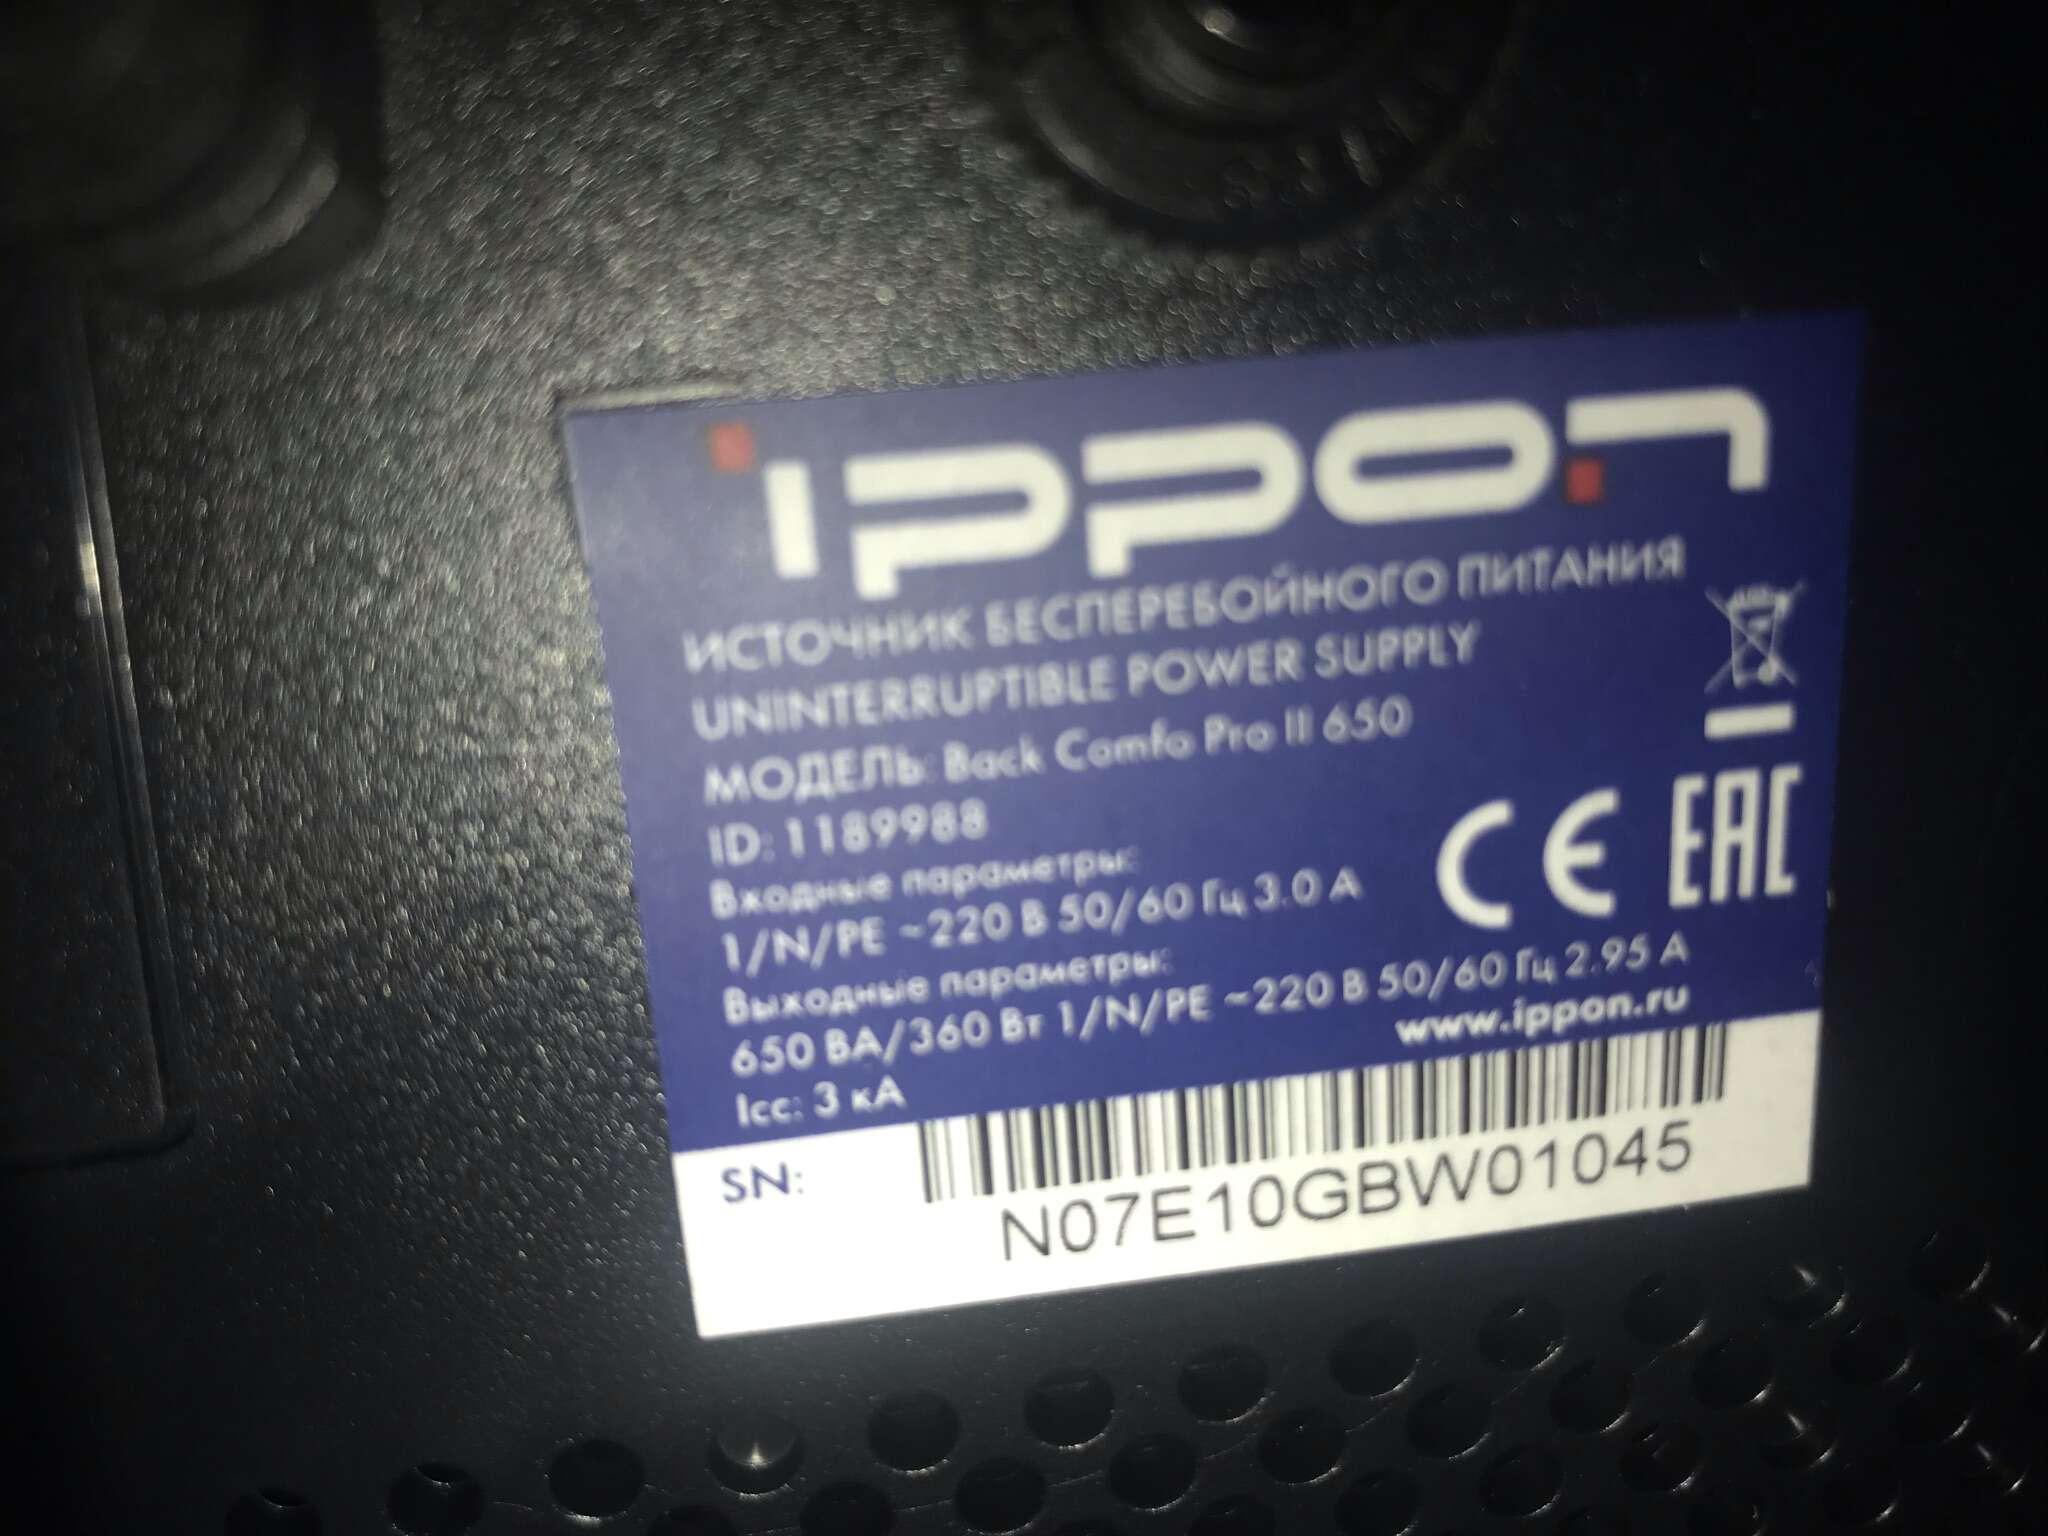 ippon
ИСТОЧНИК БЕСПЕРЕБОЙНОГО ПИТАНИЯ
UNINTERRUPTIBLE POWER SUPPLY
МОДЕЛЬ: Back Comfo Pro II 650
ID: 1189988
Входные параметры:
1/N/PE ~220 В 50/60 Гц 3.0 А
Выходные параметры:
650 ВА/360 Вт 1/N/PE ~220 В 50/60 Гц 2.95 А
Icc: 3 кА
www.ippon.ru
CE EAC
SN:
N07E10GBW01045